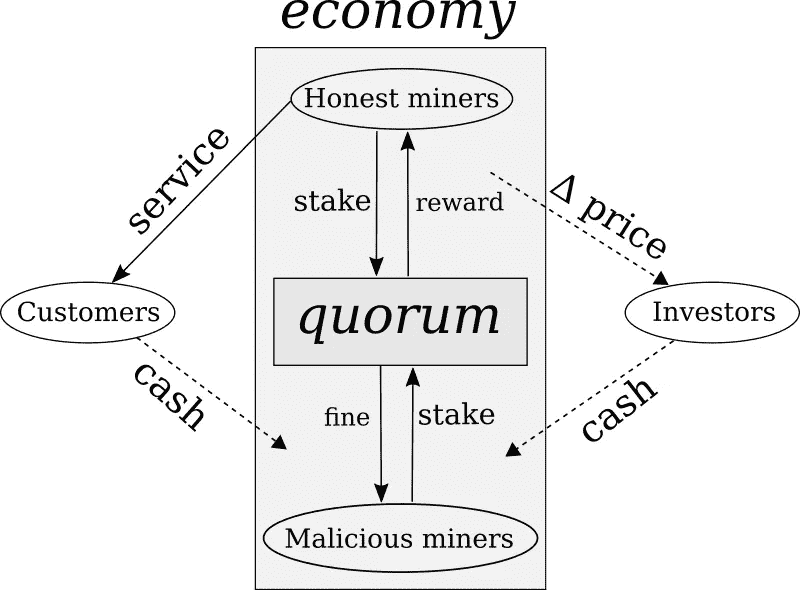 economy
Honest miners
service
stake
reward
Δ price
Customers
quorum
Investors
cash
fine
stake
cash
Malicious miners